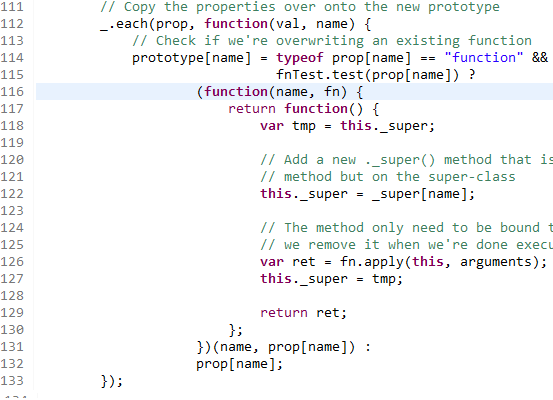 111 // Copy the properties over onto the new prototype
112 _.each(prop, function(val, name) {
113 // Check if we're overwriting an existing function
114 prototype[name] = typeof prop[name] == "function" &&
115 fnTest.test(prop[name]) ?
116 (function(name, fn) {
117 return function() {
118 var tmp = this._super;
119
120 // Add a new ._super() method that is
121 // method but on the super-class
122 this._super = _super[name];
123
124 // The method only need to be bound t
125 // we remove it when we're done execu
126 var ret = fn.apply(this, arguments);
127 this._super = tmp;
128
129 return ret;
130 };
131 })(name, prop[name]) :
132 prop[name];
133 });